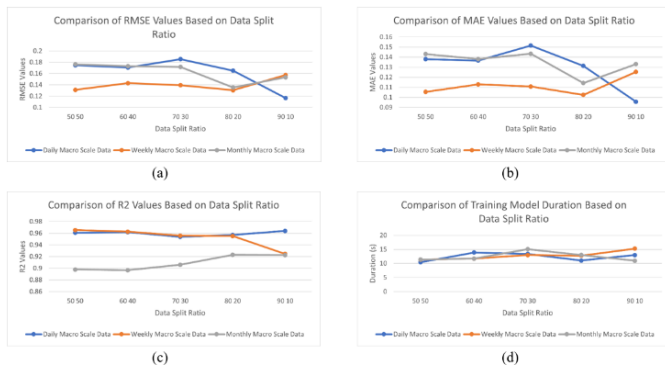 Comparison of RMSE Values Based on Data Split
Ratio
0.2
0.18
0.16
0.14
0.12
0.1
RMSE Values
50 50
60 40
70 30
80 20
90 10
Data Split Ratio
Daily Macro Scale Data
Weekly Macro Scale Data
Monthly Macro Scale Data
(a)
Comparison of MAE Values Based on Data Split Ratio
0.16
0.15
0.14
0.13
0.12
0.11
0.1
0.09
MAE Values
50 50
60 40
70 30
80 20
90 10
Data Split Ratio
Daily Macro Scale Data
Weekly Macro Scale Data
Monthly Macro Scale Data
(b)
Comparison of R2 Values Based on Data Split Ratio
0.98
0.96
0.94
0.92
0.9
0.88
0.86
R2 Values
50 50
60 40
70 30
80 20
90 10
Data Split Ratio
Daily Macro Scale Data
Weekly Macro Scale Data
Monthly Macro Scale Data
(c)
Comparison of Training Model Duration Based on
Data Split Ratio
20
15
10
5
0
Duration (s)
50 50
60 40
70 30
80 20
90 10
Data Split Ratio
Daily Macro Scale Data
Weekly Macro Scale Data
Monthly Macro Scale Data
(d)